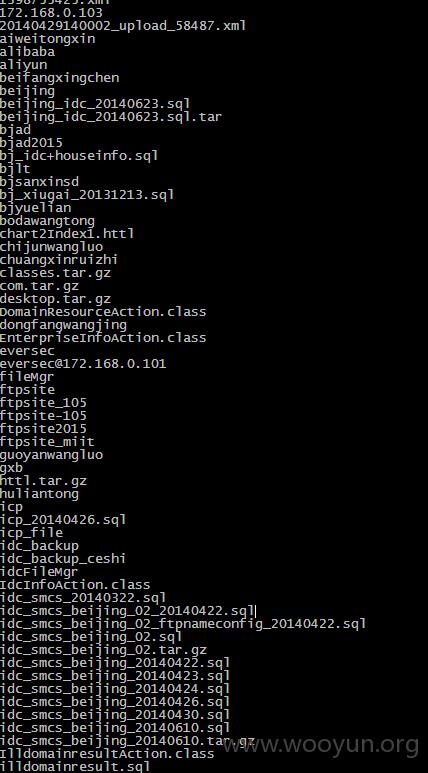 1398755425.xml
172.168.0.103
20140429140002_upload_58487.xml
aiweitongxin
alibaba
aliyun
beifangxingchen
beijing
beijing_idc_20140623.sql
beijing_idc_20140623.sql.tar
bjad
bjad2015
bj_idc+houseinfo.sql
bjlt
bjsanxinsd
bj_xiugai_20131213.sql
bjyuelian
bodawangtong
chart2Index1.httl
chijunwangluo
chuangxinruizhi
classes.tar.gz
com.tar.gz
desktop.tar.gz
DomainResourceAction.class
dongfangwangjing
EnterpriseInfoAction.class
eversec
eversec@172.168.0.101
fileMgr
ftpsite
ftpsite_105
ftpsite-105
ftpsite2015
ftpsite_miit
guoyanwangluo
gxb
httl.tar.gz
huliantong
icp
icp_20140426.sql
icp_file
idc_backup
idc_backup_ceshi
idcFileMgr
IdcInfoAction.class
idc_smcs_20140322.sql
idc_smcs_beijing_02_20140422.sql
idc_smcs_beijing_02_ftpnameconfig_20140422.sql
idc_smcs_beijing_02.sql
idc_smcs_beijing_02.tar.gz
idc_smcs_beijing_20140422.sql
idc_smcs_beijing_20140423.sql
idc_smcs_beijing_20140424.sql
idc_smcs_beijing_20140426.sql
idc_smcs_beijing_20140430.sql
idc_smcs_beijing_20140610.sql
idc_smcs_beijing_20140610.tar.gz
IlldomainresultAction.class
illdomainresult.sql
www.wooyun.org